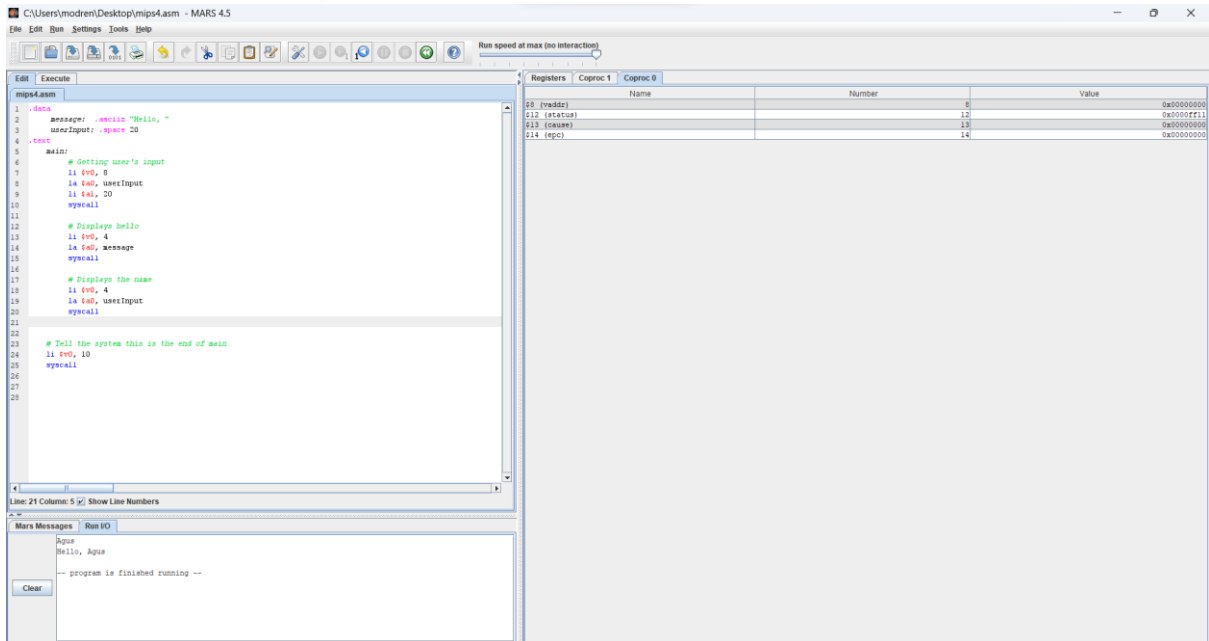 C:\Users\modren\Desktop\mips4.asm - MARS 4.5
File Edit Run Settings Tools Help
Run speed at max (no interaction)
Edit Execute
mips4.asm
1 .data
2 message: .asciiz "Hello, "
3 userInput: .space 20
4 .text
5 main:
6 # Getting user's input
7 li $v0, 8
8 la $a0, userInput
9 li $a1, 20
10 syscall
11
12 # Displays hello
13 li $v0, 4
14 la $a0, message
15 syscall
16
17 # Displays the name
18 li $v0, 4
19 la $a0, userInput
20 syscall
21
22
23 # Tell the system this is the end of main
24 li $v0, 10
25 syscall
26
27
28
Line: 21 Column: 5 Show Line Numbers
Mars Messages Run I/O
Agus
Hello, Agus
-- program is finished running --
Clear
Registers Coproc 1 Coproc 0
Name Number Value
$8 (vaddr) 8 0x00000000
$12 (status) 12 0x0000ff11
$13 (cause) 13 0x00000000
$14 (epc) 14 0x00000000